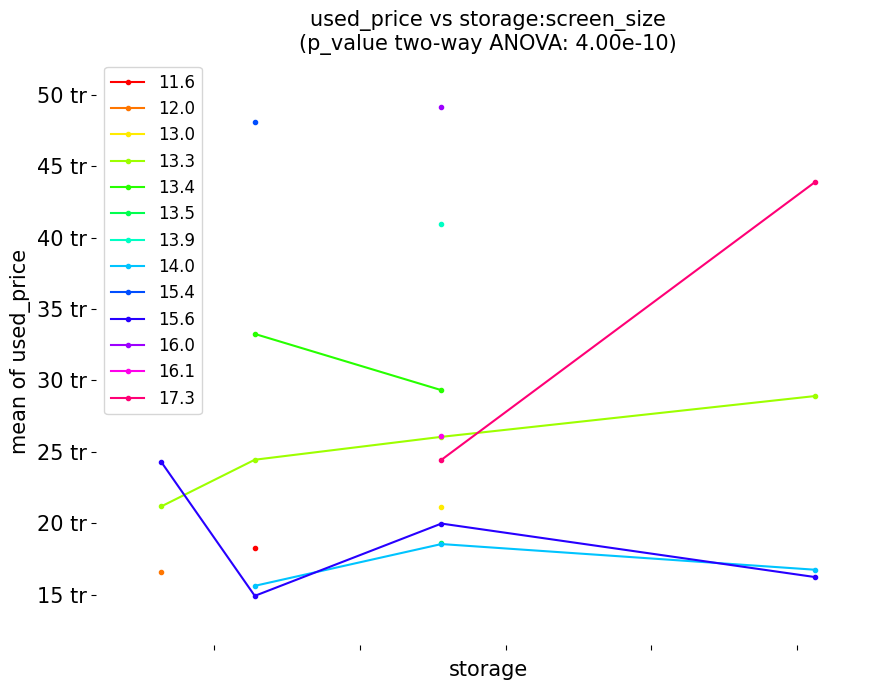 used_price vs storage:screen_size
(p_value two-way ANOVA: 4.00e-10)
50 tr
45 tr
40 tr
35 tr
30 tr
25 tr
20 tr
15 tr
mean of used_price
11.6
12.0
13.0
13.3
13.4
13.5
13.9
14.0
15.4
15.6
16.0
16.1
17.3
storage